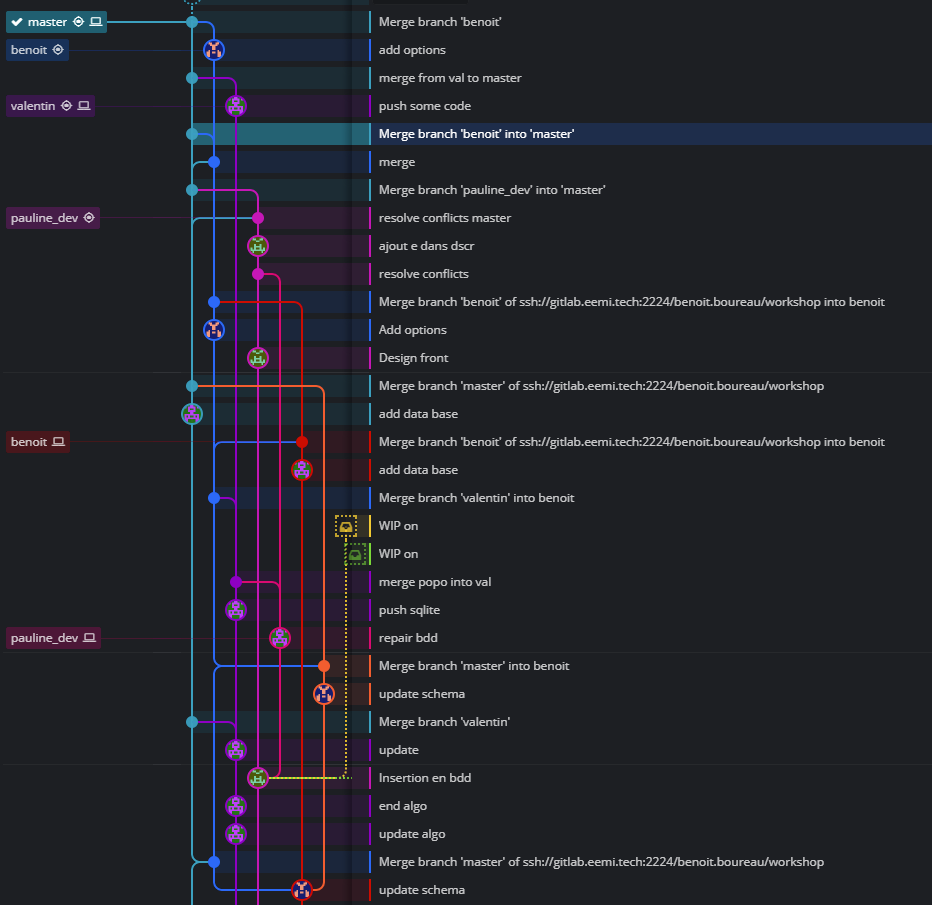 master Merge branch 'benoit'
benoit add options
merge from val to master
valentin push some code
Merge branch 'benoit' into 'master'
merge
Merge branch 'pauline_dev' into 'master'
pauline_dev resolve conflicts master
ajout e dans dscr
resolve conflicts
Merge branch 'benoit' of ssh://gitlab.eemi.tech:2224/benoit.boureau/workshop into benoit
Add options
Design front
Merge branch 'master' of ssh://gitlab.eemi.tech:2224/benoit.boureau/workshop
add data base
benoit Merge branch 'benoit' of ssh://gitlab.eemi.tech:2224/benoit.boureau/workshop into benoit
add data base
Merge branch 'valentin' into benoit
WIP on
WIP on
merge popo into val
push sqlite
pauline_dev repair bdd
Merge branch 'master' into benoit
update schema
Merge branch 'valentin'
update
Insertion en bdd
end algo
update algo
Merge branch 'master' of ssh://gitlab.eemi.tech:2224/benoit.boureau/workshop
update schema